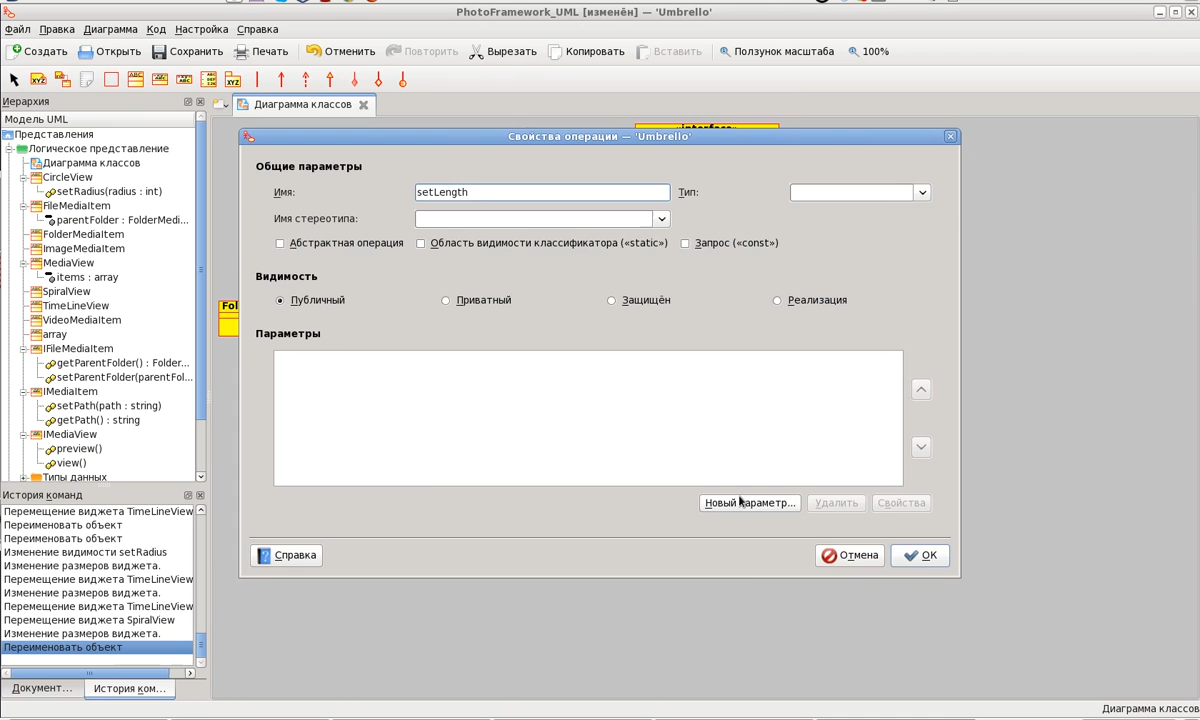 PhotoFramework_UML [изменён] — 'Umbrello'
Файл Правка Диаграмма Код Настройка Справка
Создать Открыть Сохранить Печать Отменить Повторить Вырезать Копировать Вставить Ползунок масштаба 100%
Иерархия
Диаграмма классов
Модель UML
Представления
Логическое представление
Диаграмма классов
CircleView
setRadius(radius : int)
FileMediaItem
parentFolder : FolderMedi...
FolderMediaItem
ImageMediaItem
MediaView
items : array
SpiralView
TimeLineView
VideoMediaItem
array
IFileMediaItem
getParentFolder() : Folder...
setParentFolder(parentFol...
IMediaItem
setPath(path : string)
getPath() : string
IMediaView
preview()
view()
Типы данных
История команд
Перемещение виджета TimeLineView
Переименовать объект
Переименовать объект
Изменение видимости setRadius
Изменение размеров виджета.
Перемещение виджета TimeLineView
Изменение размеров виджета.
Перемещение виджета TimeLineView
Перемещение виджета SpiralView
Изменение размеров виджета.
Переименовать объект
Документ... История ком...
«interface»
Fol
Свойства операции — 'Umbrello'
Общие параметры
Имя: setLength Тип:
Имя стереотипа:
Абстрактная операция Область видимости классификатора («static») Запрос («const»)
Видимость
Публичный Приватный Защищён Реализация
Параметры
Новый параметр... Удалить Свойства
Справка Отмена OK
Диаграмма классов